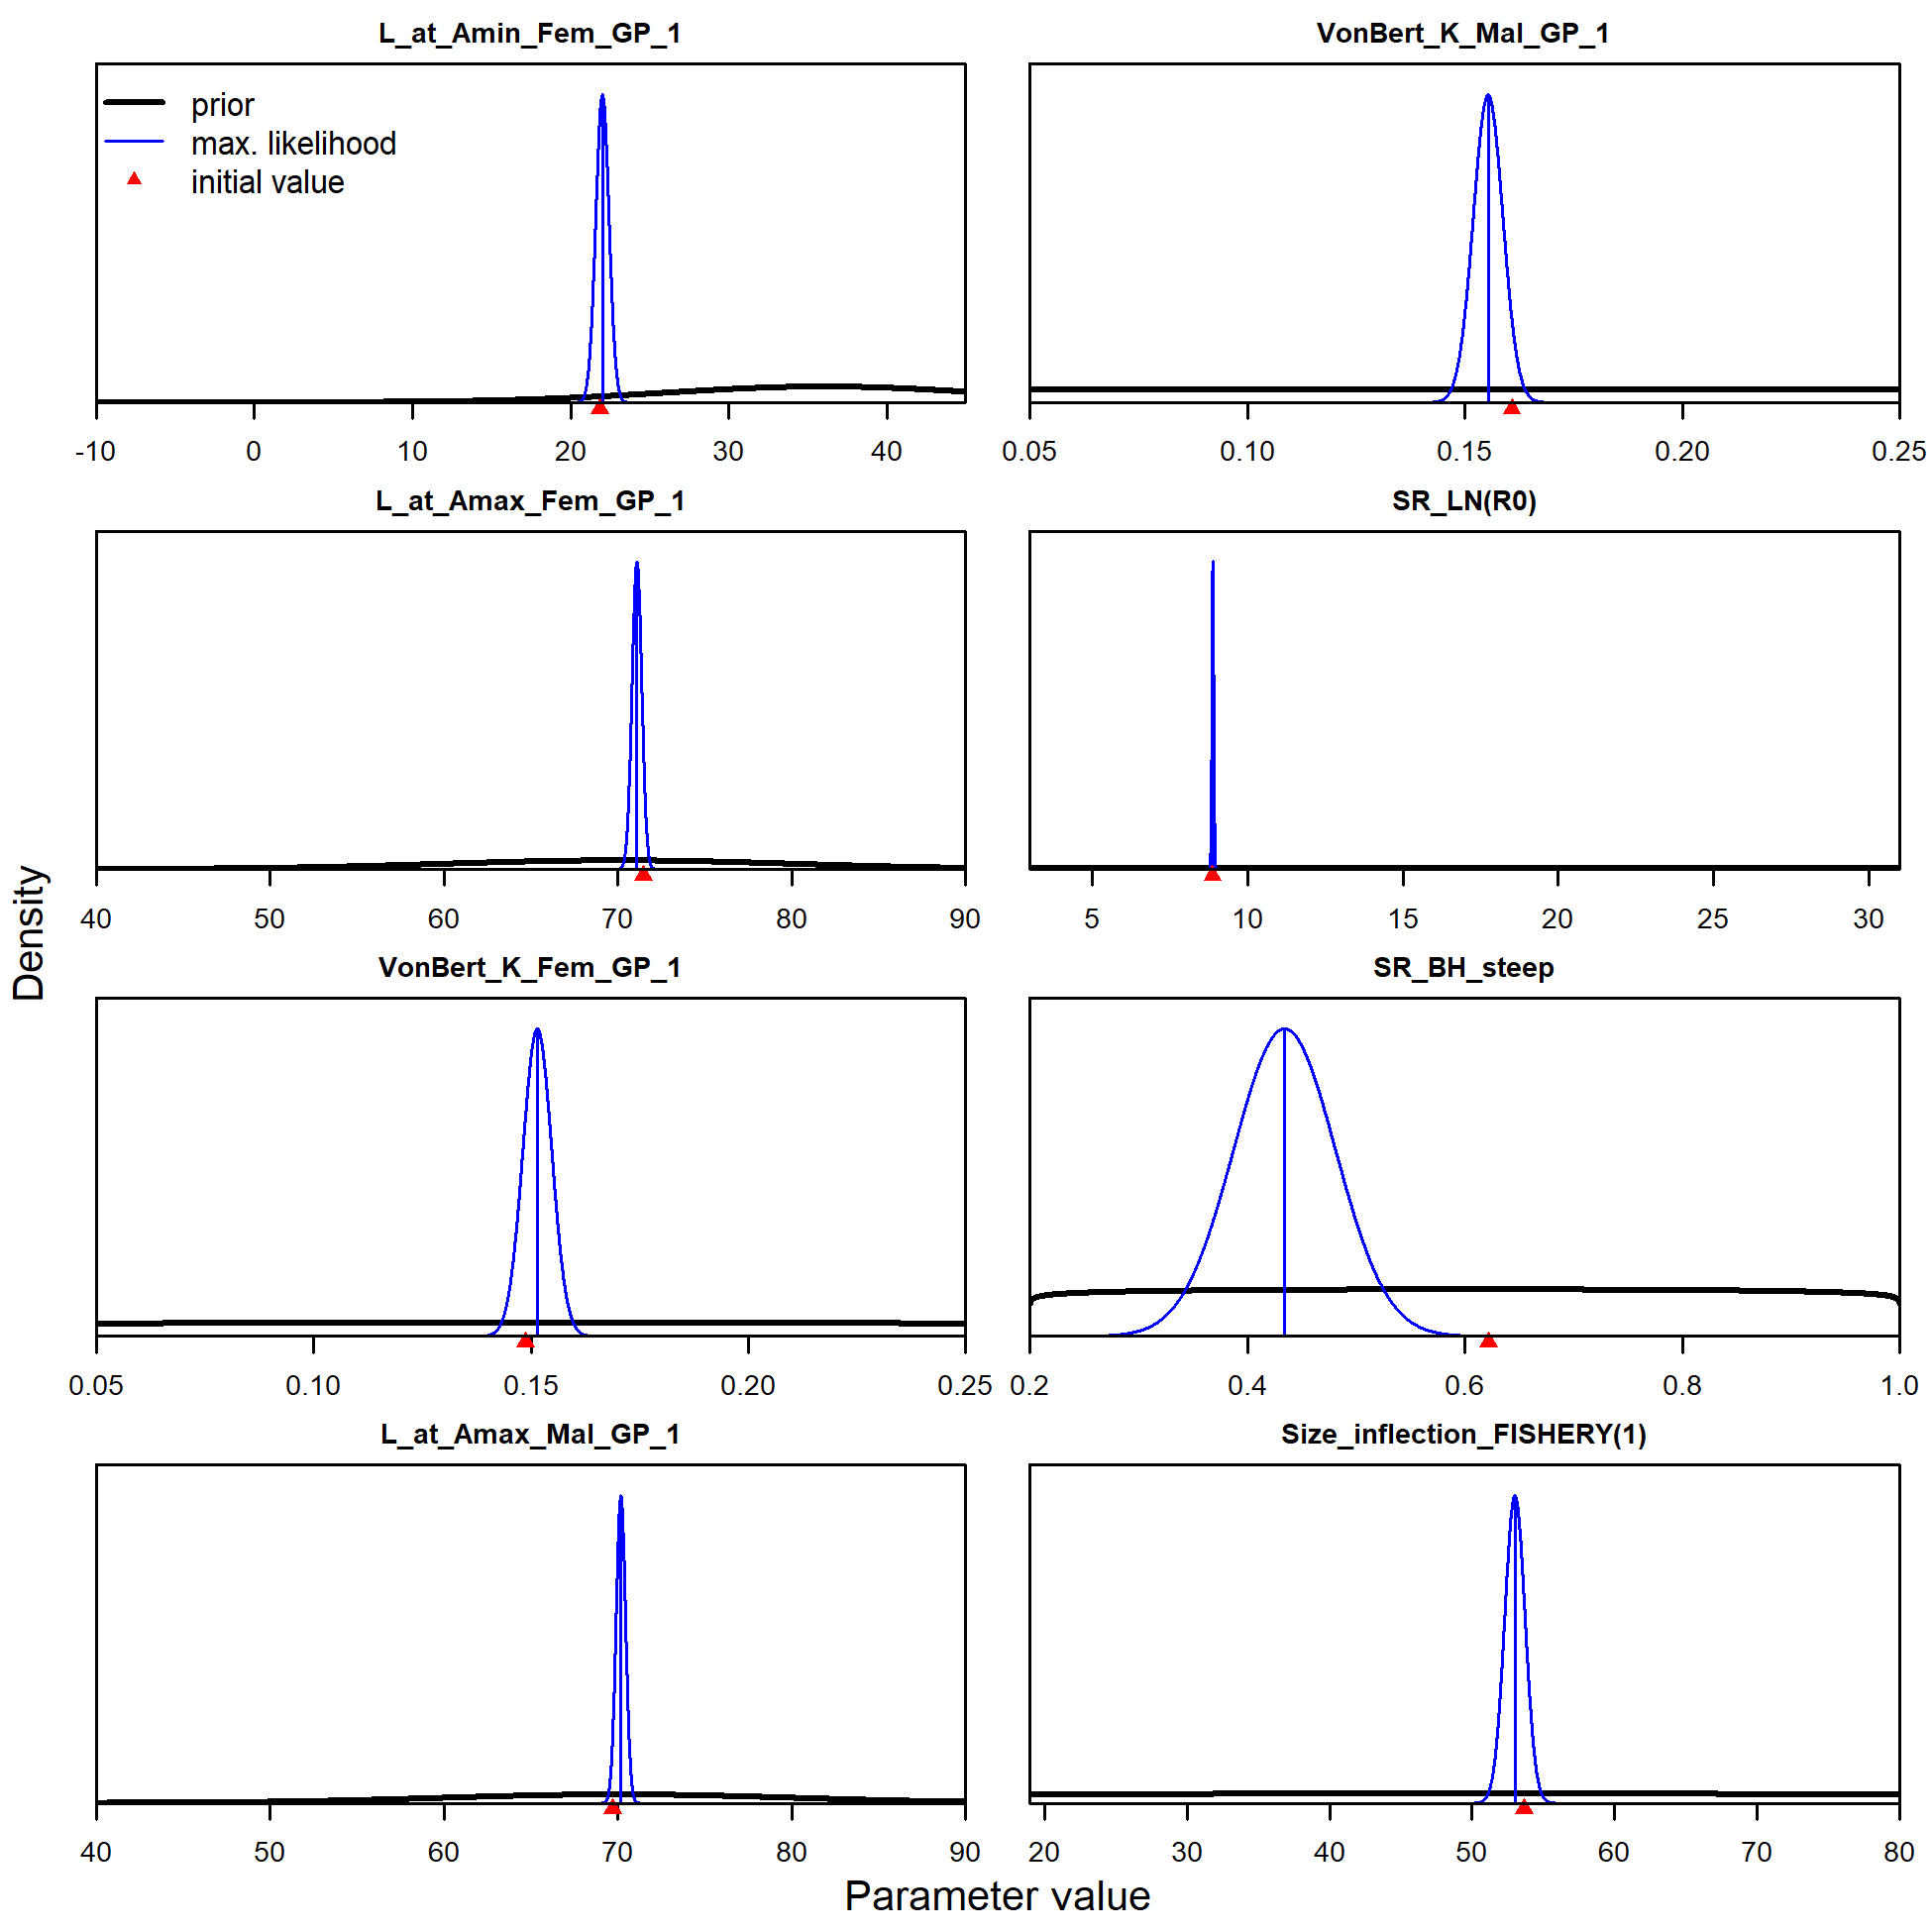 L_at_Amin_Fem_GP_1
prior
max. likelihood
initial value
-10 0 10 20 30 40
VonBert_K_Mal_GP_1
0.05 0.10 0.15 0.20 0.25
L_at_Amax_Fem_GP_1
40 50 60 70 80 90
SR_LN(R0)
5 10 15 20 25 30
VonBert_K_Fem_GP_1
0.05 0.10 0.15 0.20 0.25
SR_BH_steep
0.2 0.4 0.6 0.8 1.0
L_at_Amax_Mal_GP_1
40 50 60 70 80 90
Size_inflection_FISHERY(1)
20 30 40 50 60 70 80
Density
Parameter value